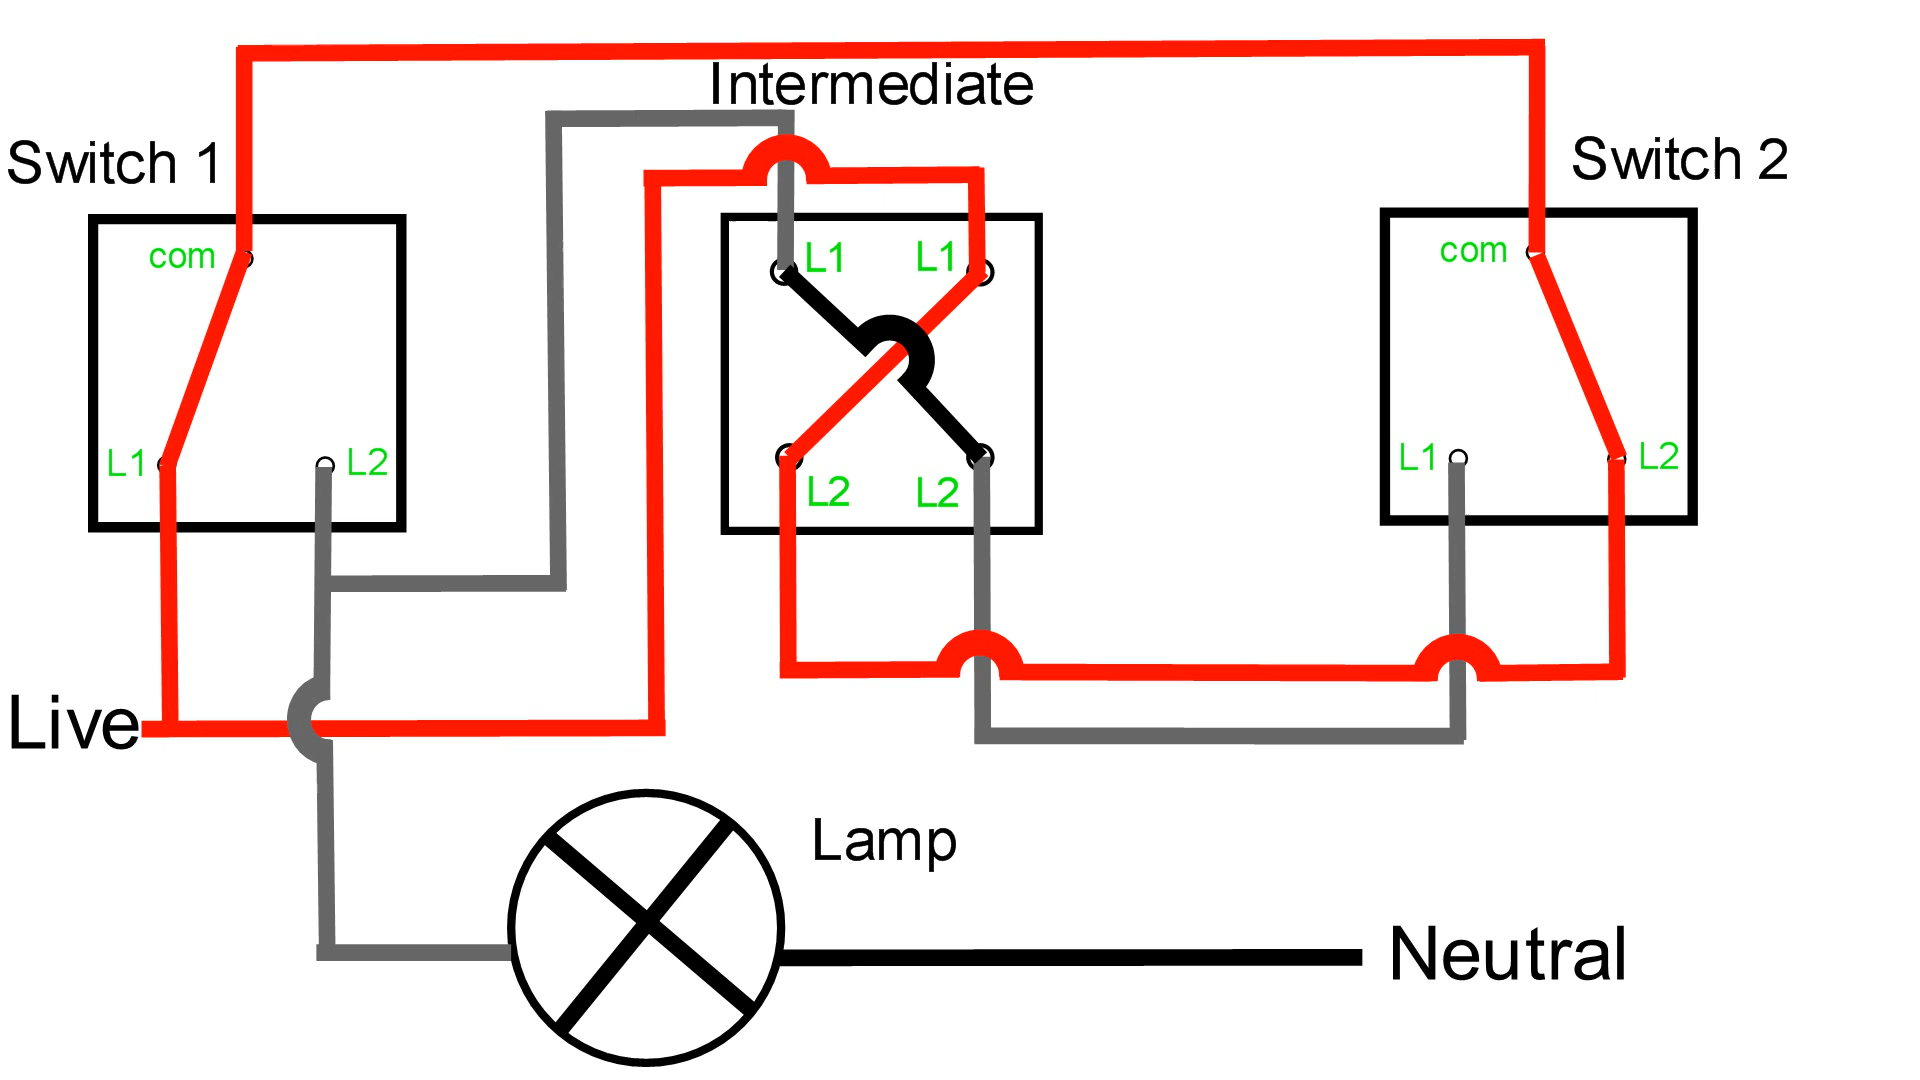 Intermediate
Switch 1
Switch 2
com
L1
L1
com
L1
L2
L2
L2
L1
L2
Live
Lamp
Neutral